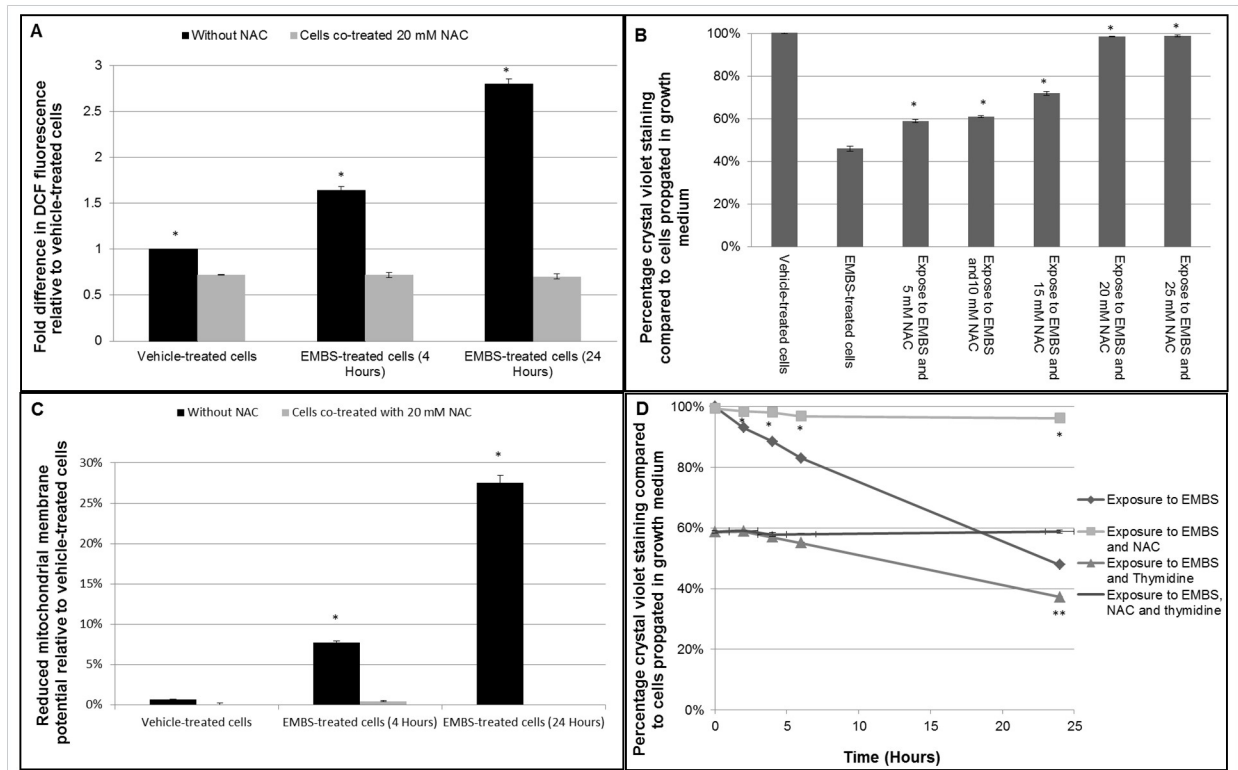 A
Without NAC
Cells co-treated 20 mM NAC
Fold difference in DCF fluorescence
relative to vehicle-treated cells
3
2.5
2
1.5
1
0.5
0
*
*
*
Vehicle-treated cells
EMBS-treated cells (4
Hours)
EMBS-treated cells (24
Hours)
B
Percentage crystal violet staining
compared to cells propgated in growth
medium
100%
80%
60%
40%
20%
0%
*
*
*
*
*
Vehicle-treated cells
EMBS-treated cells
Expose to EMBS and
5 mM NAC
Expose to EMBS
and10 mM NAC
Expose to EMBS and
15 mM NAC
Expose to EMBS and
20 mM NAC
Expose to EMBS and
25 mM NAC
C
Without NAC
Cells co-treated with 20 mM NAC
Reduced mitochondrial membrane
potential relative to vehicle-treated cells
30%
25%
20%
15%
10%
5%
0%
*
*
Vehicle-treated cells
EMBS-treated cells (4 Hours)
EMBS-treated cells (24 Hours)
D
Percentage crystal violet staining compared
to cells propgated in growth medium
100%
80%
60%
40%
20%
0%
*
*
*
*
**
0
5
10
15
20
25
Time (Hours)
Exposure to EMBS
Exposure to EMBS
and NAC
Exposure to EMBS
and Thymidine
Exposure to EMBS,
NAC and thymidine